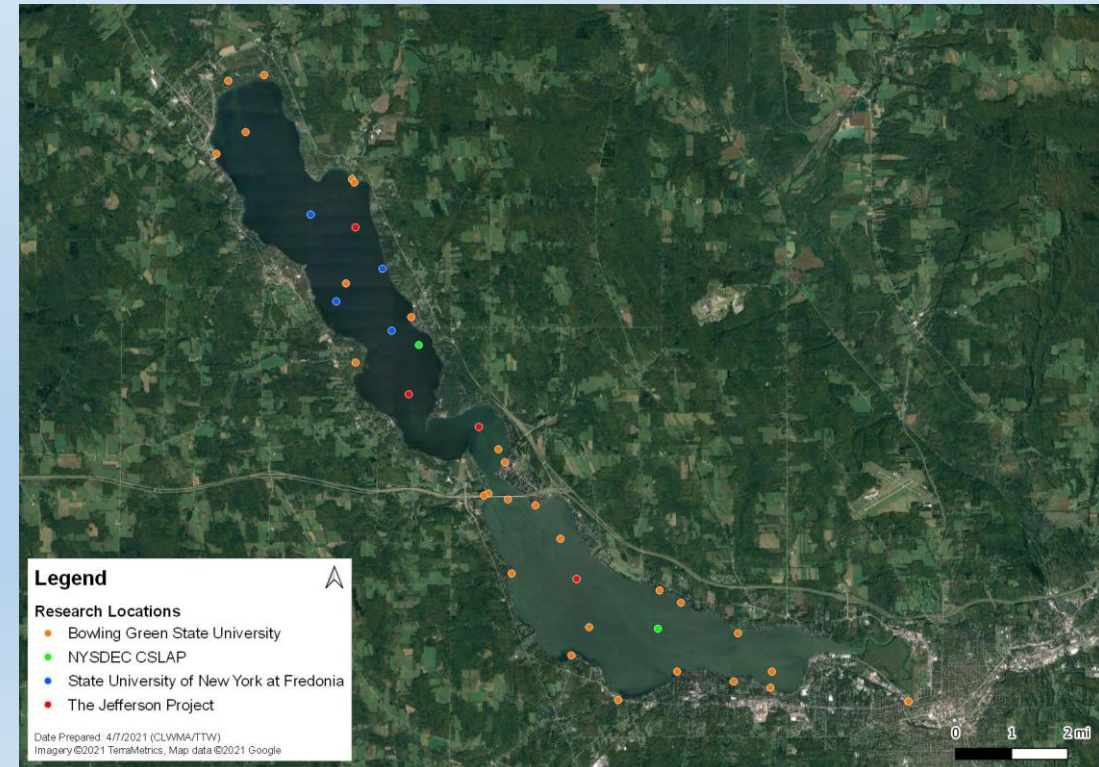 Legend
Research Locations
Bowling Green State University
NYSDEC CSLAP
State University of New York at Fredonia
The Jefferson Project
Date Prepared: 4/7/2021 (CLWMA/TTW)
Imagery ©2021 TerraMetrics, Map data ©2021 Google
0 1 2 mi